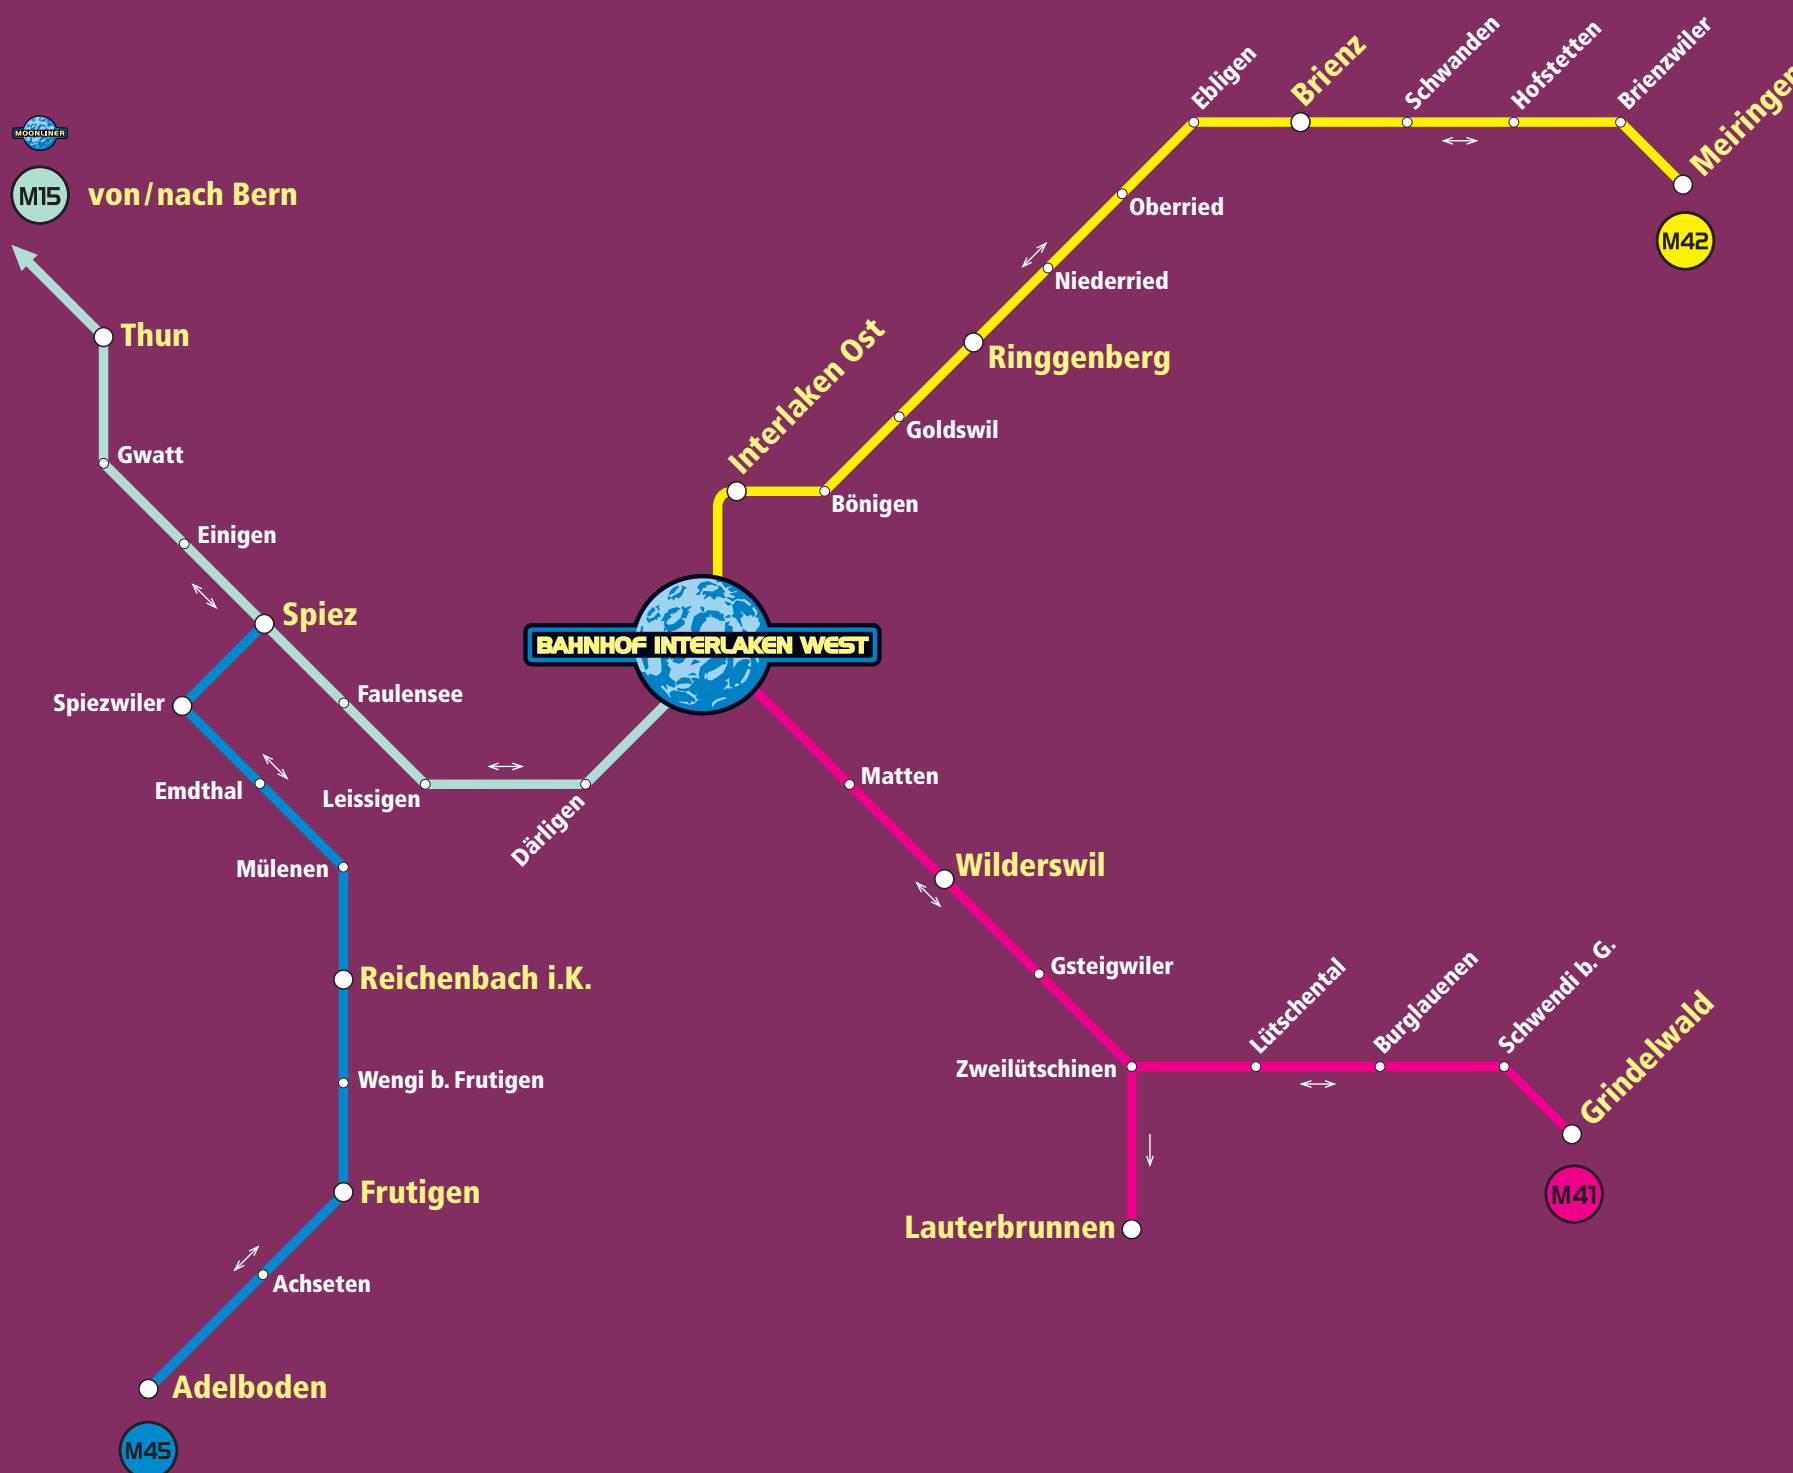 MOONLINER
M15
von/nach Bern
Thun
Gwatt
Einigen
Spiez
Spiezwiler
Faulensee
Emdthal
Leissigen
Därligen
Mülenen
Reichenbach i.K.
Wengi b. Frutigen
Frutigen
Achseten
Adelboden
M45
BAHNHOF INTERLAKEN WEST
Interlaken Ost
Bönigen
Goldswil
Ringgenberg
Niederried
Oberried
Ebligen
Brienz
Schwanden
Hofstetten
Brienzwiler
Meiringen
M42
Matten
Wilderswil
Gsteigwiler
Zweilütschinen
Lütschental
Burglauenen
Schwendi b. G.
Grindelwald
M41
Lauterbrunnen